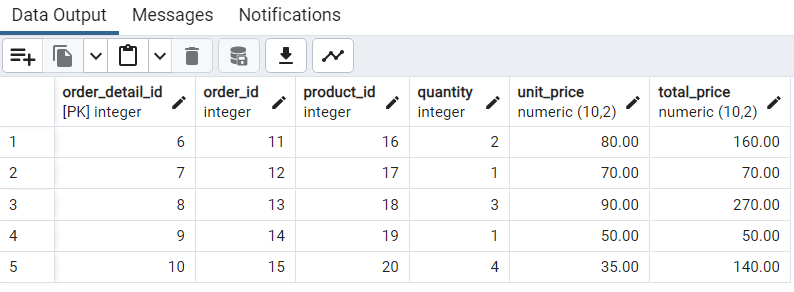 Data Output Messages Notifications
order_detail_id order_id product_id quantity unit_price total_price
[PK] integer integer integer integer numeric (10,2) numeric (10,2)
1 6 11 16 2 80.00 160.00
2 7 12 17 1 70.00 70.00
3 8 13 18 3 90.00 270.00
4 9 14 19 1 50.00 50.00
5 10 15 20 4 35.00 140.00